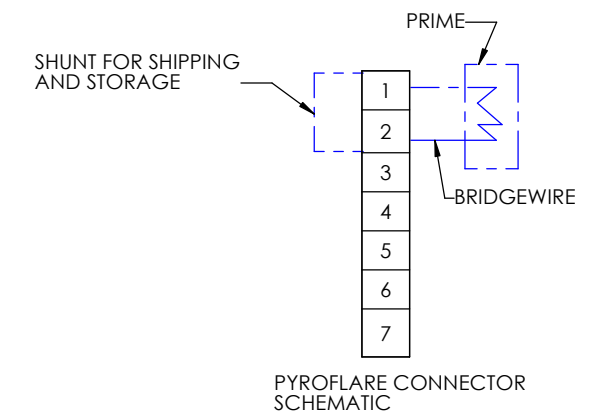 PRIME
SHUNT FOR SHIPPING
AND STORAGE
1
2
3
BRIDGEWIRE
4
5
6
7
PYROFLARE CONNECTOR
SCHEMATIC